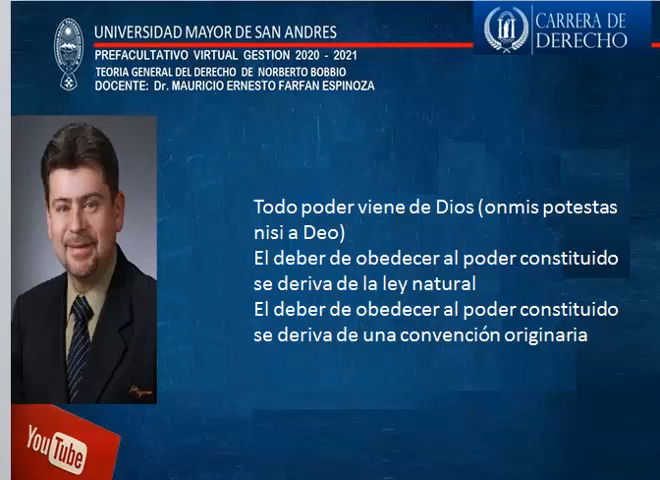 UNIVERSIDAD MAYOR DE SAN ANDRES
CARRERA DE
DERECHO
PREFACULTATIVO VIRTUAL GESTION 2020 - 2021
TEORIA GENERAL DEL DERECHO DE NORBERTO BOBBIO
DOCENTE: Dr. MAURICIO ERNESTO FARFAN ESPINOZA
Todo poder viene de Dios (onmis potestas
nisi a Deo)
El deber de obedecer al poder constituido
se deriva de la ley natural
El deber de obedecer al poder constituido
se deriva de una convención originaria
YouTube